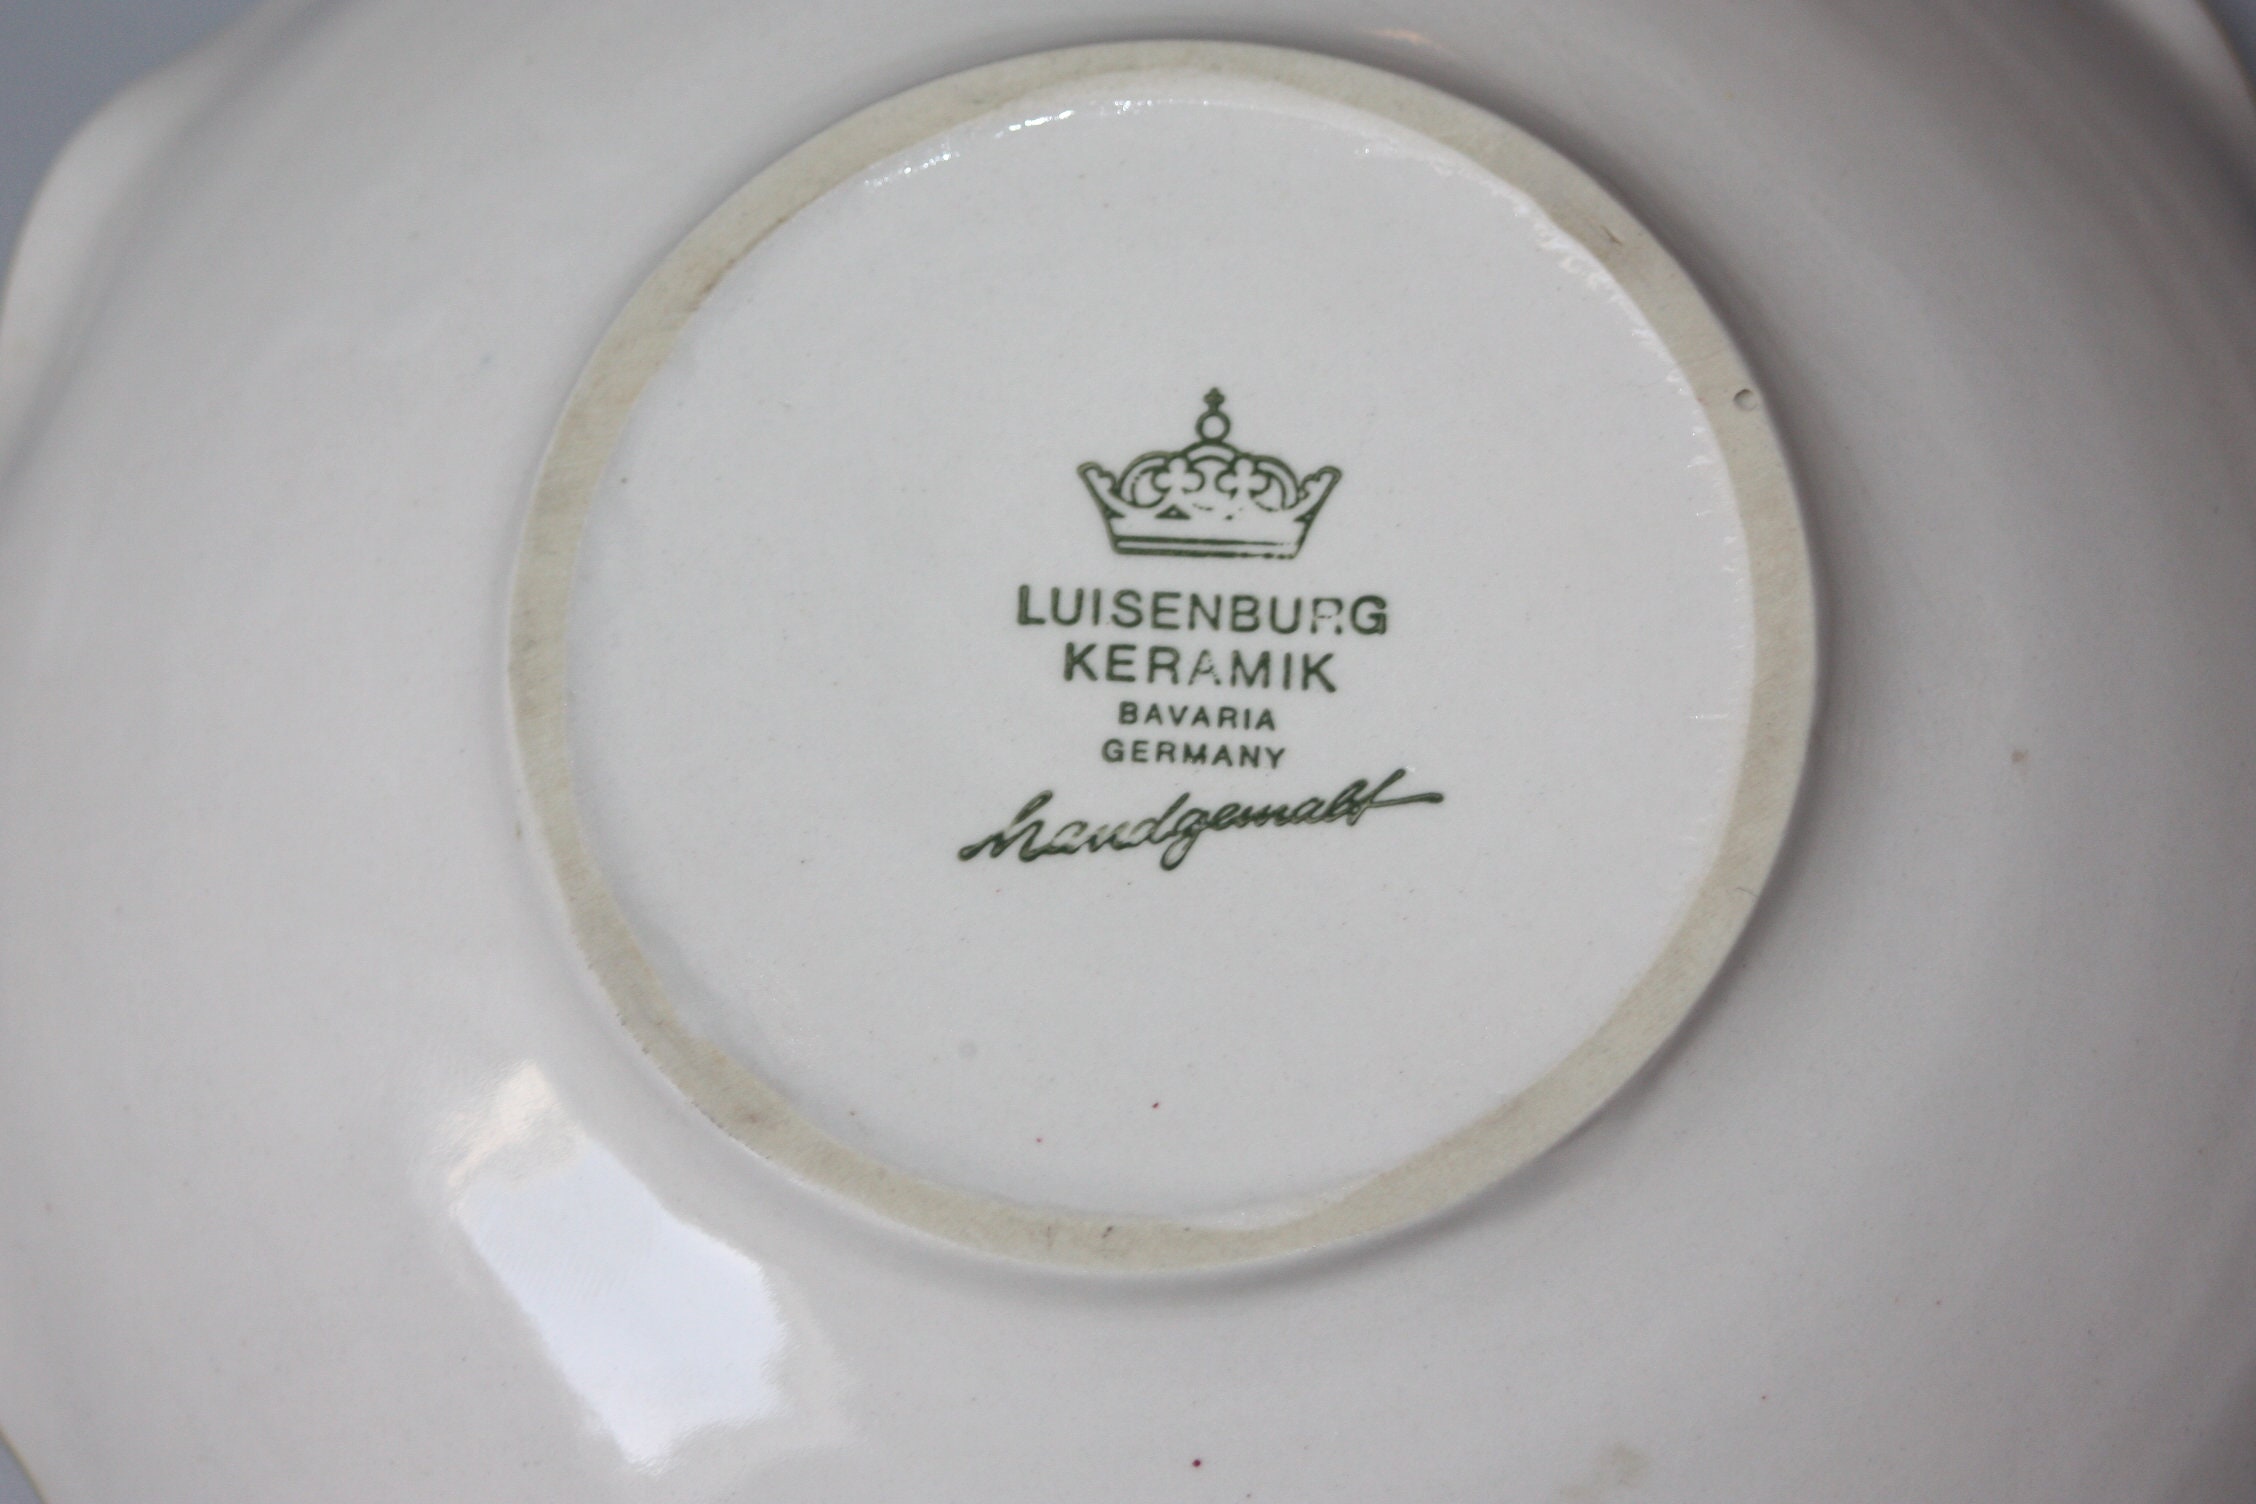 LUISENBURG
KERAMIK
BAVARIA
GERMANY
handgemalt